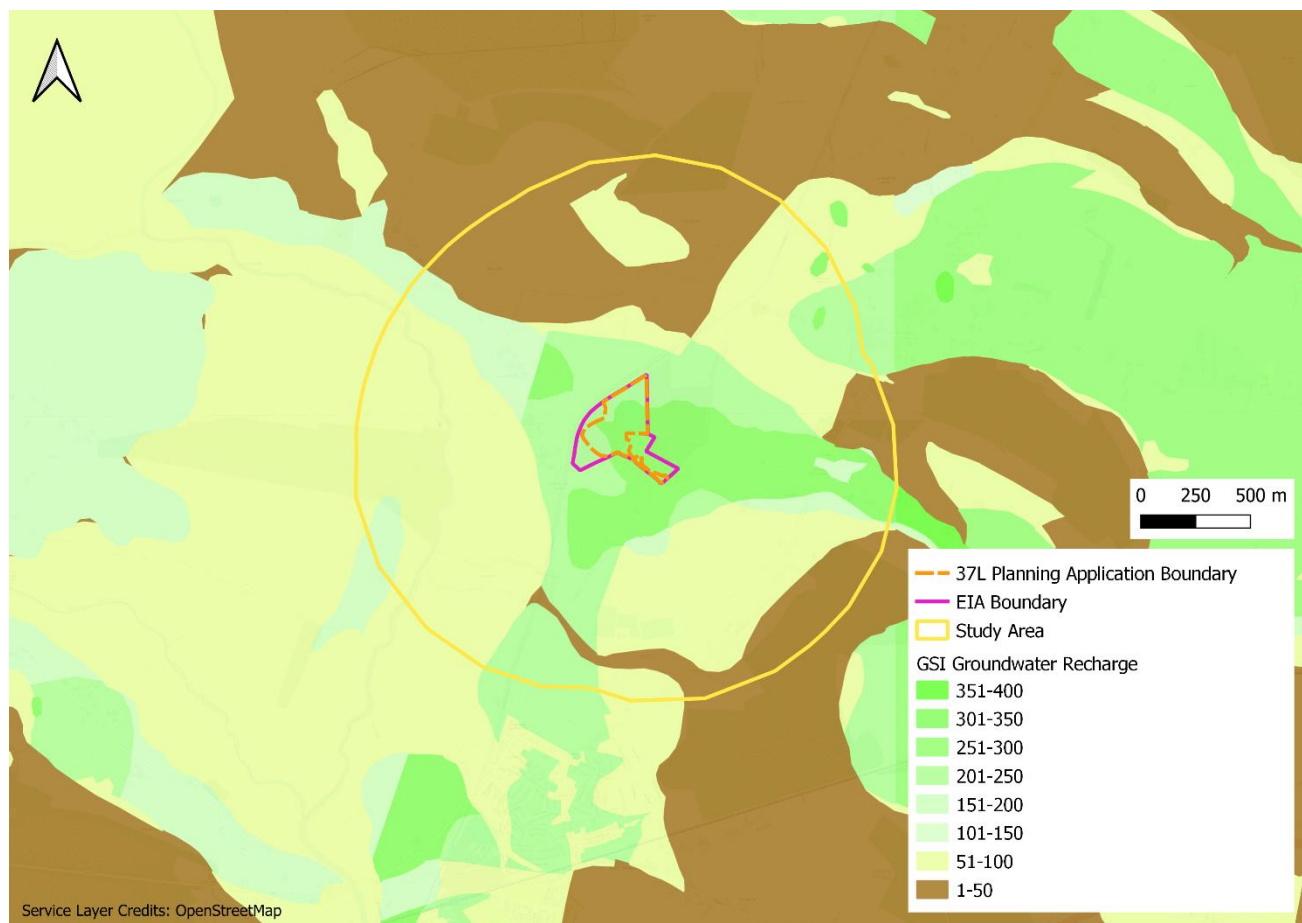 0 250 500 m
37L Planning Application Boundary
EIA Boundary
Study Area
GSI Groundwater Recharge
351-400
301-350
251-300
201-250
151-200
101-150
51-100
1-50
Service Layer Credits: OpenStreetMap